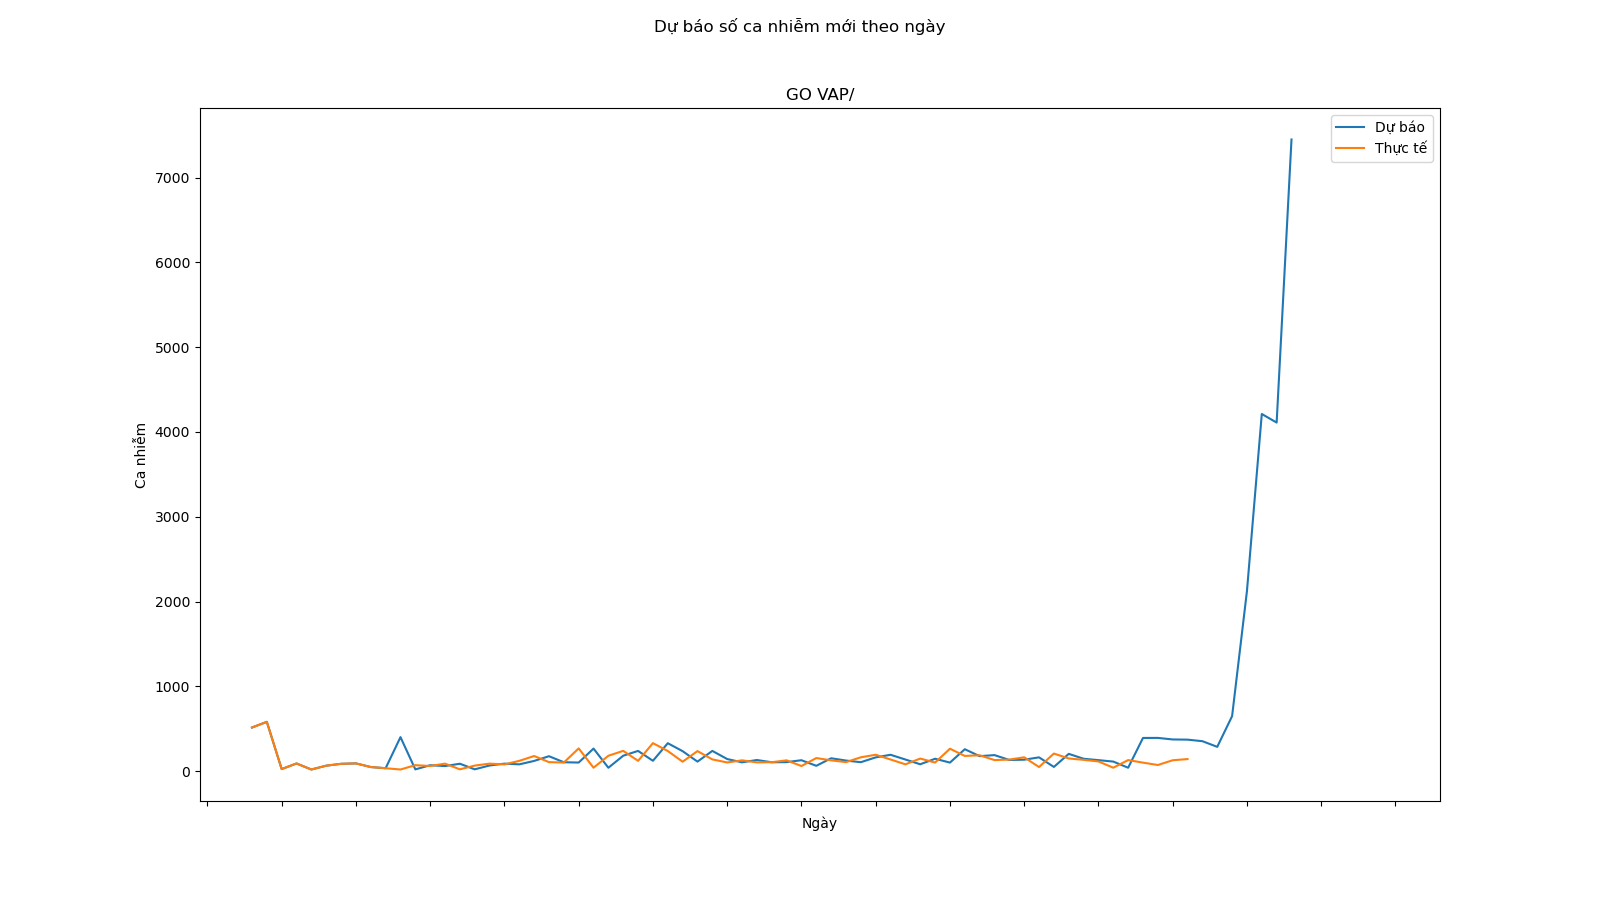 Dự báo số ca nhiễm mới theo ngày
GO VAP/
Dự báo
Thực tế
7000
6000
5000
4000
3000
2000
1000
0
Ca nhiễm
Ngày